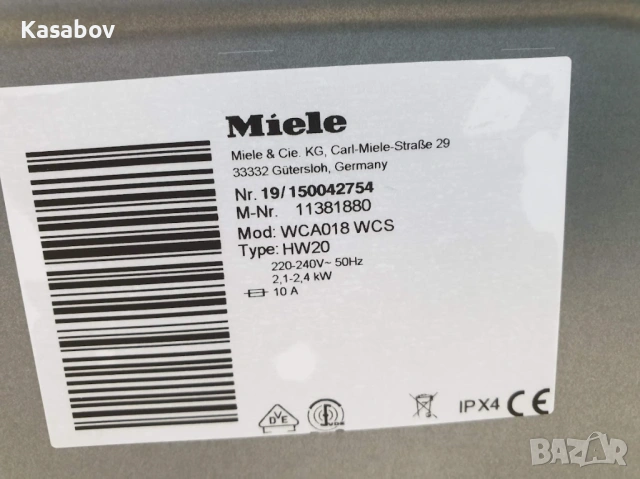 Kasabov
Miele
Miele & Cie. KG, Carl-Miele-Straße 29
33332 Gütersloh, Germany
Nr. 19/150042754
M-Nr. 11381880
Mod: WCA018 WCS
Type: HW20
220-240V~ 50Hz
2,1-2,4 kW
10 A
DVE
IPX4 CE
BAZAR